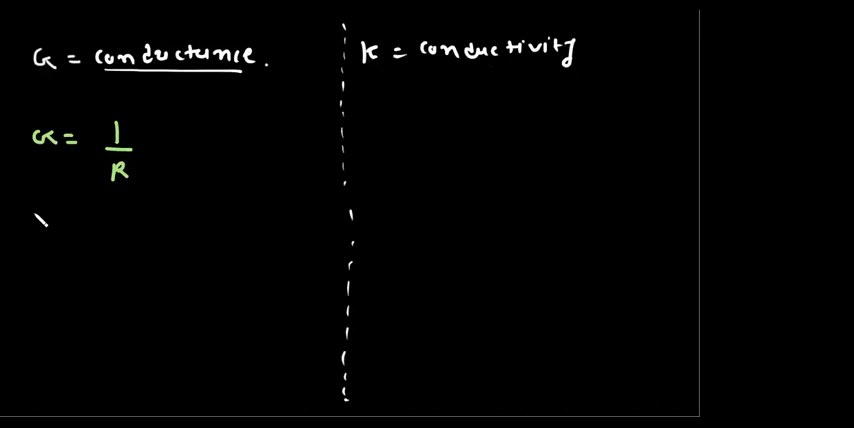 G = conductance.
K = conductivity
G = 1/R